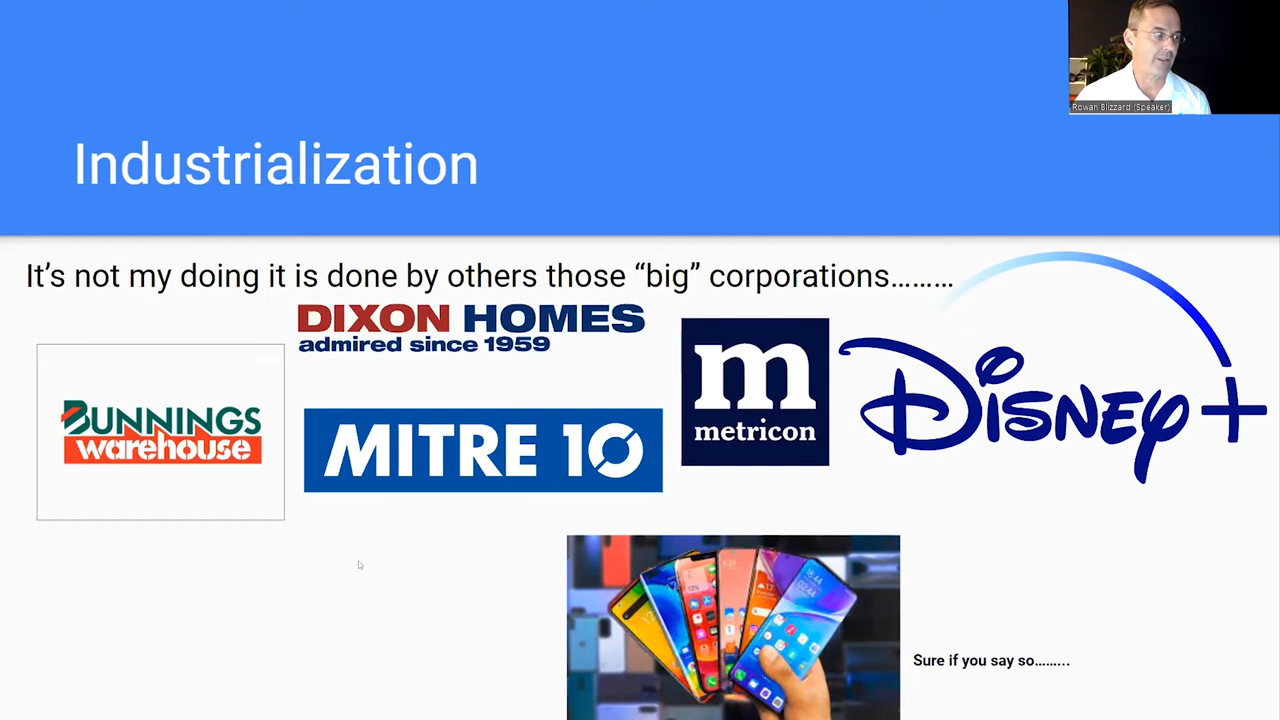 Rowan Blizzard (Speaker)
Industrialization
It’s not my doing it is done by others those “big” corporations………
DIXON HOMES
admired since 1959
BUNNINGS
warehouse
MITRE 10
m
metricon
DISNEY+
Sure if you say so……...